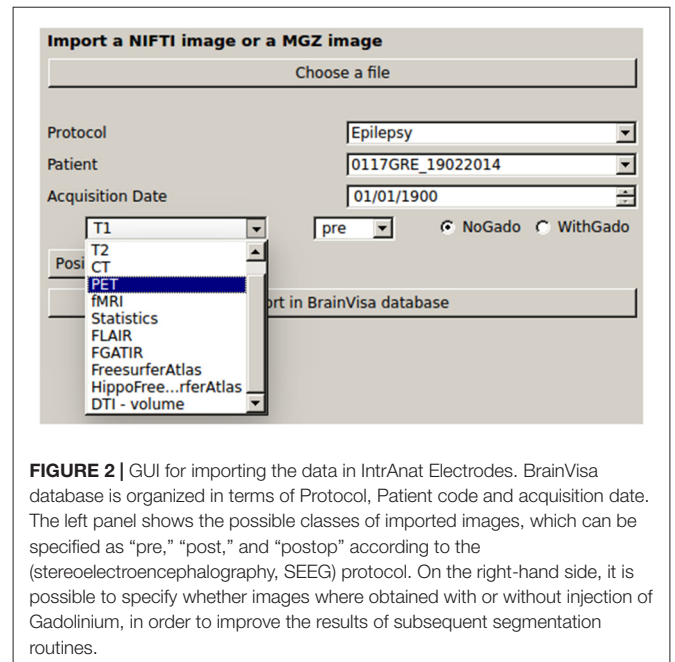 Import a NIFTI image or a MGZ image
Choose a file
Protocol
Epilepsy
Patient
0117GRE_19022014
Acquisition Date
01/01/1900
T1
pre
NoGado
WithGado
T2
CT
PET
fMRI
Statistics
FLAIR
FGATIR
FreesurferAtlas
HippoFree...rferAtlas
DTI - volume
Posi
rt in BrainVisa database
FIGURE 2 | GUI for importing the data in IntrAnat Electrodes. BrainVisa
database is organized in terms of Protocol, Patient code and acquisition date.
The left panel shows the possible classes of imported images, which can be
specified as “pre,” “post,” and “postop” according to the
(stereoelectroencephalography, SEEG) protocol. On the right-hand side, it is
possible to specify whether images where obtained with or without injection of
Gadolinium, in order to improve the results of subsequent segmentation
routines.